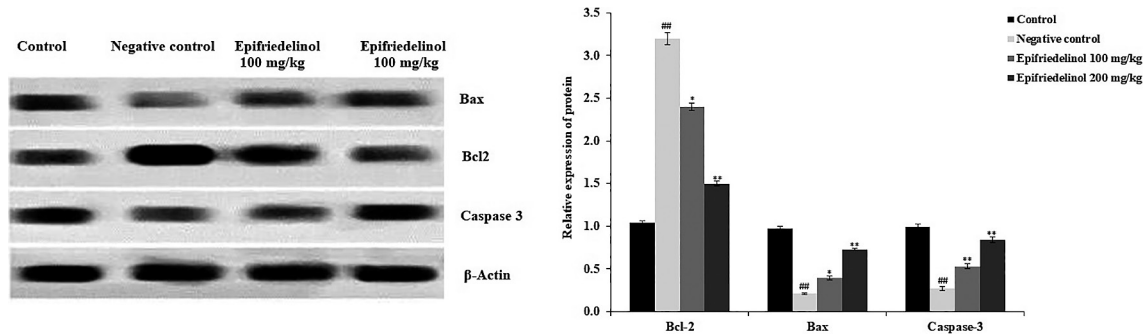 Control Negative control Epifriedelinol Epifriedelinol
100 mg/kg 100 mg/kg
Bax
Bcl2
Caspase 3
β-Actin
Relative expression of protein
3.5
3.0
2.5
2.0
1.5
1.0
0.5
0.0
##
*
**
##
*
**
##
**
**
Bcl-2 Bax Caspase-3
Control
Negative control
Epifriedelinol 100 mg/kg
Epifriedelinol 200 mg/kg